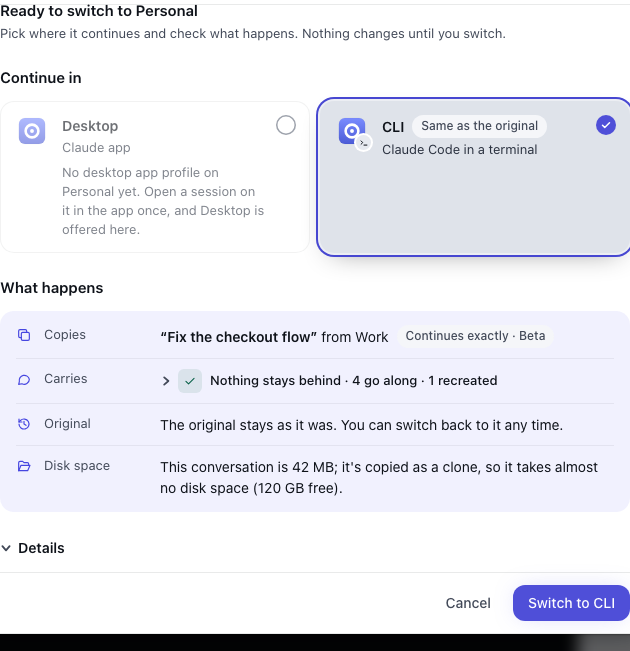 Ready to switch to Personal
Pick where it continues and check what happens. Nothing changes until you switch.
Continue in
Desktop
Claude app
No desktop app profile on
Personal yet. Open a session on
it in the app once, and Desktop is
offered here.
CLI Same as the original
Claude Code in a terminal
What happens
Copies “Fix the checkout flow” from Work Continues exactly · Beta
Carries Nothing stays behind · 4 go along · 1 recreated
Original The original stays as it was. You can switch back to it any time.
Disk space This conversation is 42 MB; it's copied as a clone, so it takes almost
no disk space (120 GB free).
Details
Cancel Switch to CLI